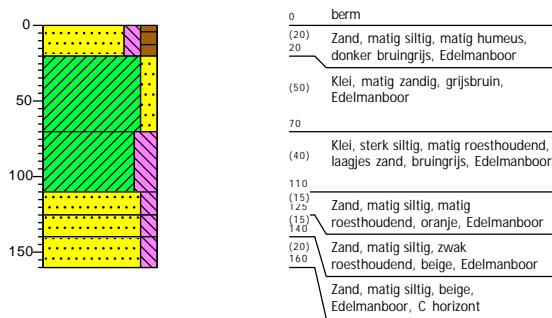 0
50
100
150
0
berm
(20)
Zand, matig siltig, matig humeus,
donker bruingrijs, Edelmanboor
20
(50)
Klei, matig zandig, grijsbruin,
Edelmanboor
70
(40)
Klei, sterk siltig, matig roesthoudend,
laagjes zand, bruingrijs, Edelmanboor
110
(15)
Zand, matig siltig, matig
roesthoudend, oranje, Edelmanboor
125
(15)
140
Zand, matig siltig, zwak
roesthoudend, beige, Edelmanboor
(20)
160
Zand, matig siltig, beige,
Edelmanboor, C horizont